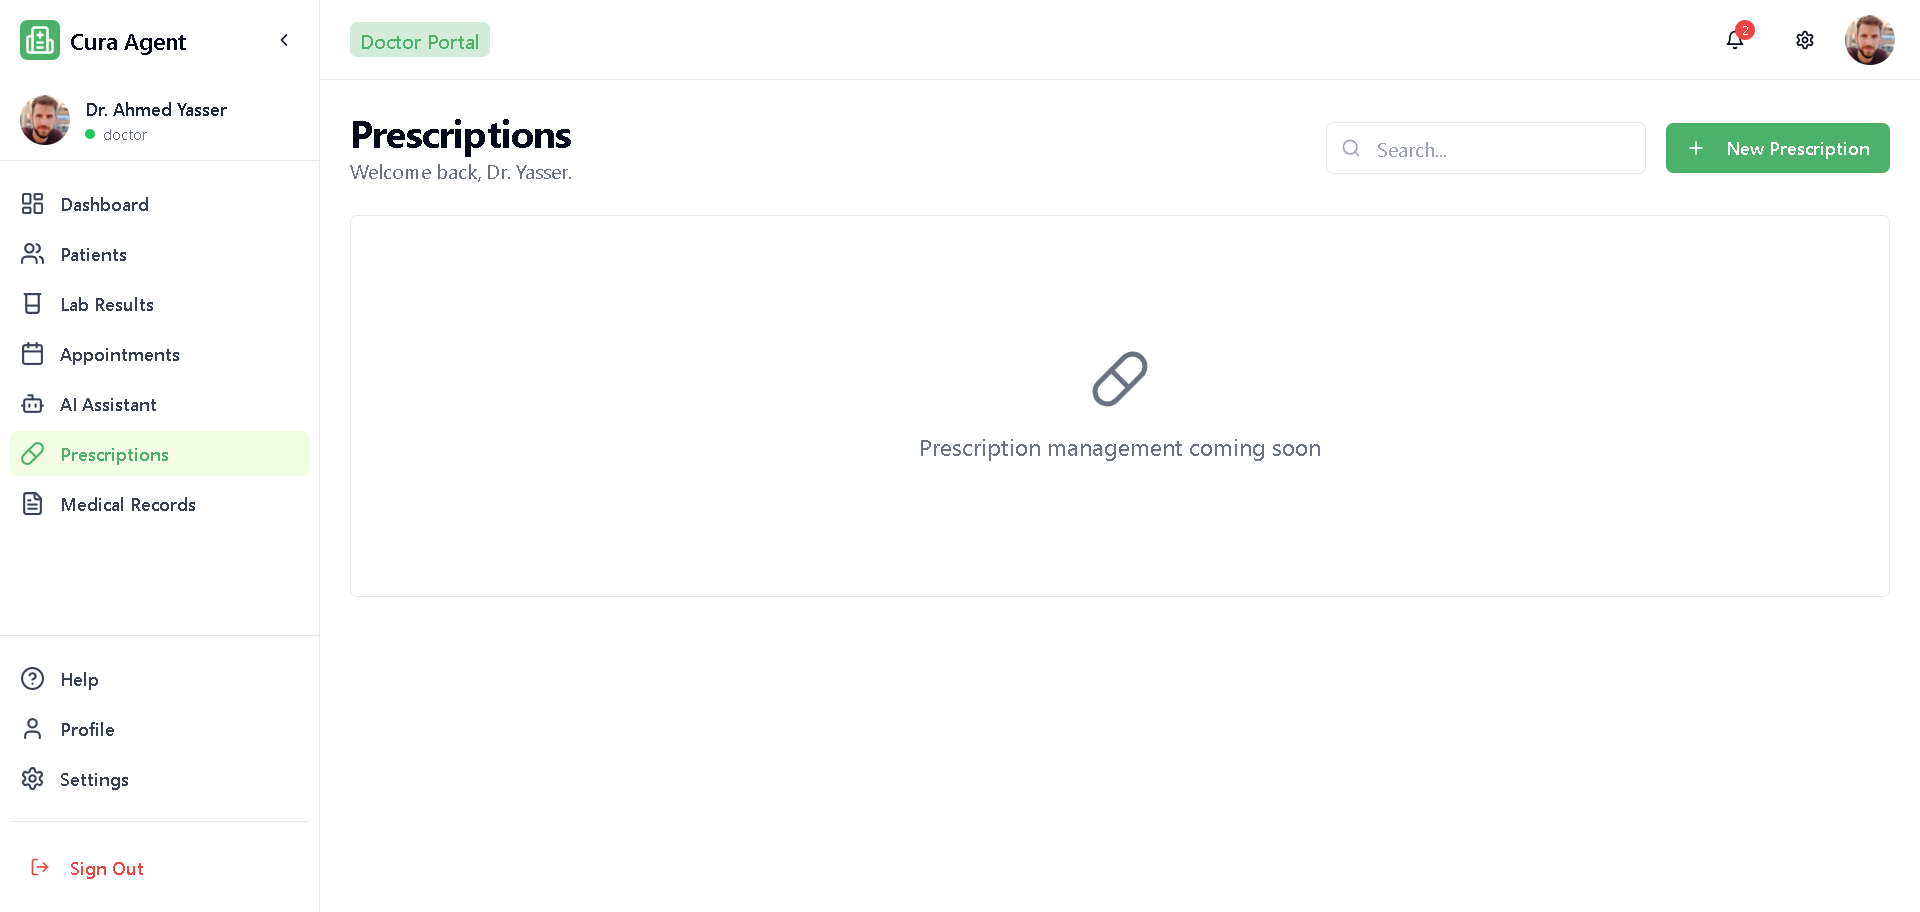 Cura Agent
Dr. Ahmed Yasser
doctor
Dashboard
Patients
Lab Results
Appointments
AI Assistant
Prescriptions
Medical Records
Help
Profile
Settings
Sign Out
Doctor Portal
2
Prescriptions
Welcome back, Dr. Yasser.
Search...
New Prescription
Prescription management coming soon